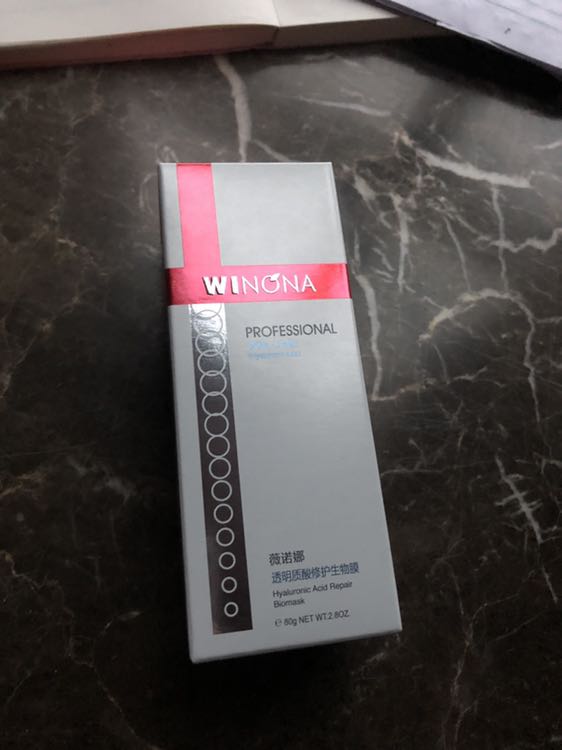 WINONA
PROFESSIONAL
薇诺娜
透明质酸修护生物膜
Hyaluronic Acid Repair
Biomask
℮ 80g NET WT.2.8OZ.